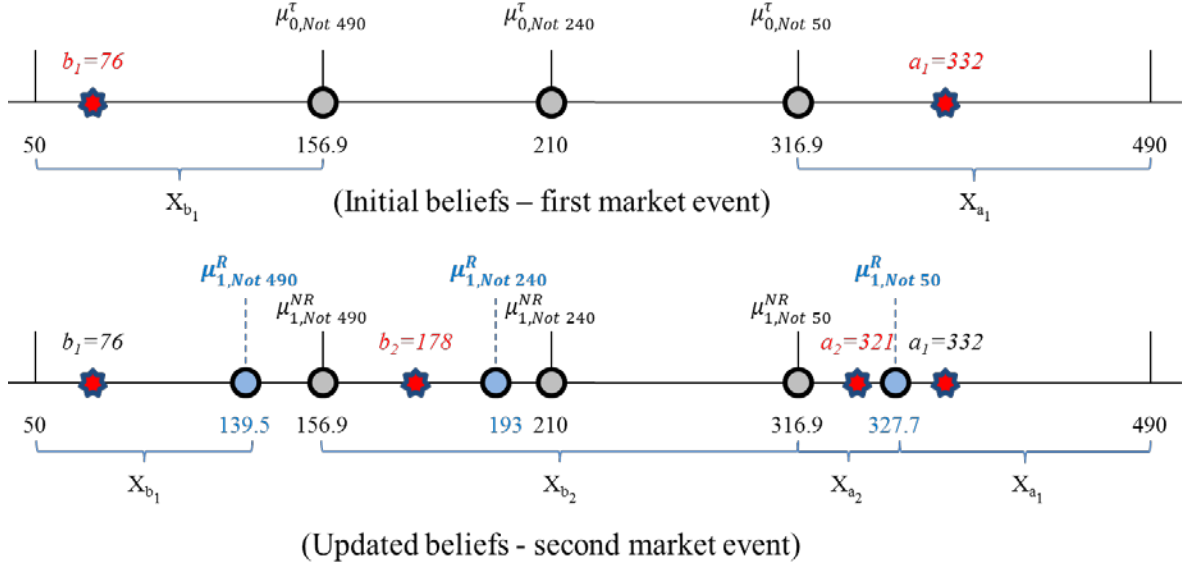 μ^τ_{0,Not 490} μ^τ_{0,Not 240} μ^τ_{0,Not 50}
b₁=76 a₁=332
50 156.9 210 316.9 490
X_{b₁} (Initial beliefs – first market event) X_{a₁}
μ^R_{1,Not 490} μ^R_{1,Not 240} μ^R_{1,Not 50}
μ^{NR}_{1,Not 490} μ^{NR}_{1,Not 240} μ^{NR}_{1,Not 50}
b₁=76 b₂=178 a₂=321 a₁=332
50 139.5 156.9 193 210 316.9 327.7 490
X_{b₁} X_{b₂} X_{a₂} X_{a₁}
(Updated beliefs - second market event)